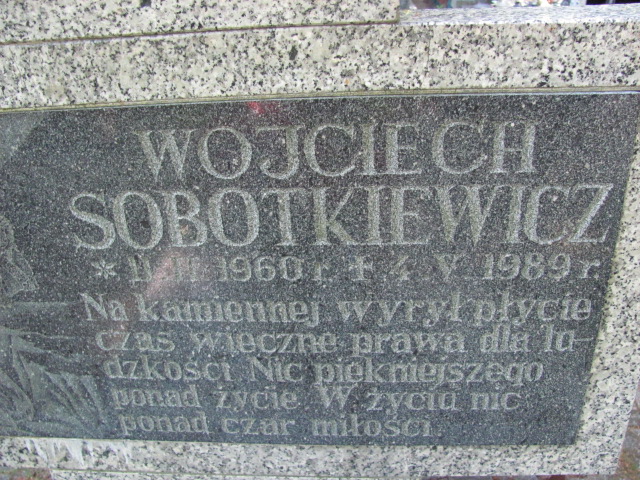 WOJCIECH
SOBOTKIEWICZ
* 11.II.1960 r. + 4.V.1989 r.
Na kamiennej wyrył płycie
czas wieczne prawa dla lu-
dzkości Nic piękniejszego
ponad życie W życiu nic
ponad czar miłości.